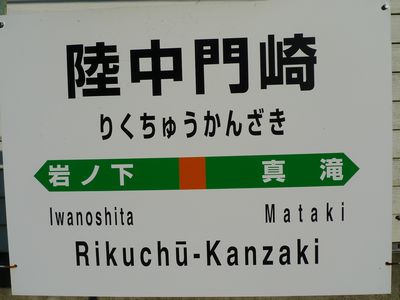 陸中門崎
りくちゅうかんざき
岩ノ下 真滝
Iwanoshita Mataki
Rikuchū-Kanzaki